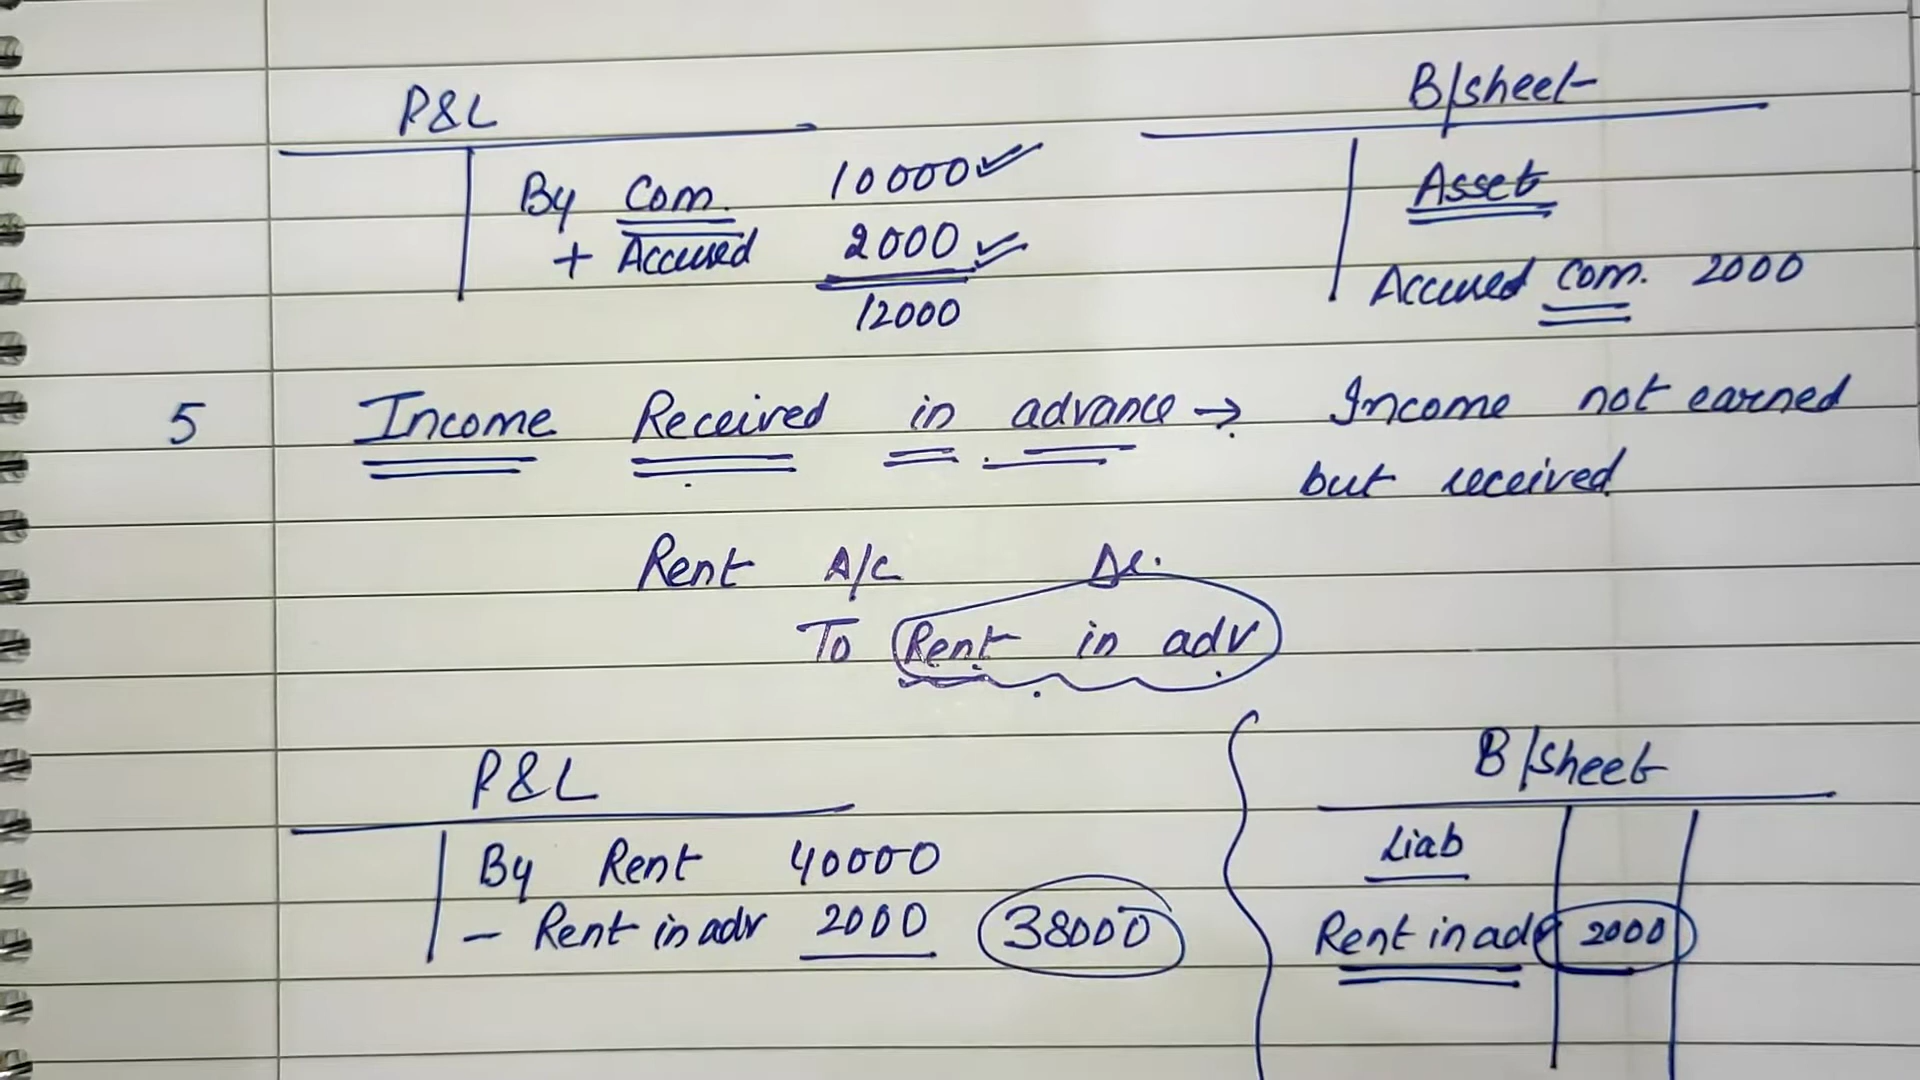 P&L
B/sheet
By Com. 10000
+ Accrued 2000
12000
Asset
Accrued Com. 2000
5 Income Received in advance → Income not earned
but received
Rent A/C Dr.
To Rent in adv
P&L
By Rent 40000
- Rent in adv 2000 38000
B/Sheet
Liab
Rent in adv 2000